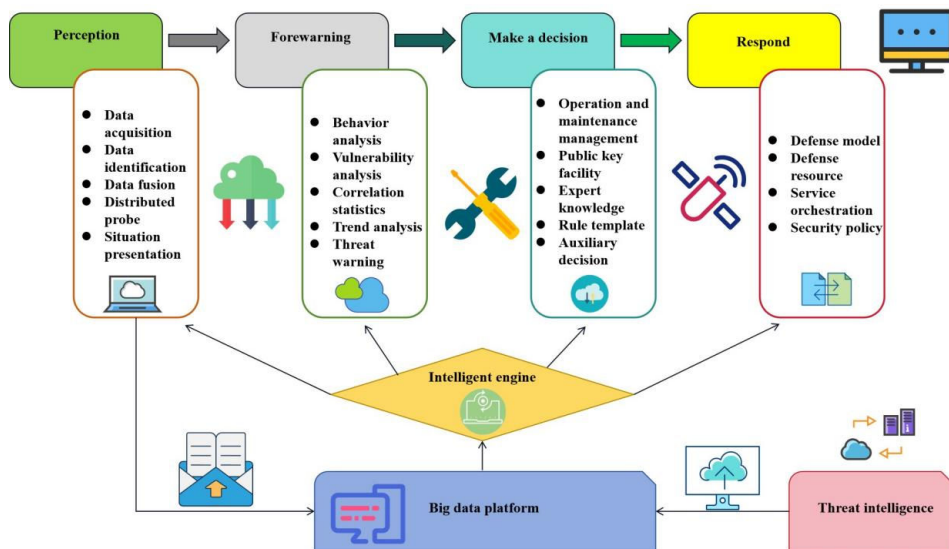 Perception
Forewarning
Make a decision
Respond
Data
acquisition
Data
identification
Data fusion
Distributed
probe
Situation
presentation
Behavior
analysis
Vulnerability
analysis
Correlation
statistics
Trend analysis
Threat
warning
Operation and
maintenance
management
Public key
facility
Expert
knowledge
Rule template
Auxiliary
decision
Defense model
Defense
resource
Service
orchestration
Security policy
Intelligent engine
Big data platform
Threat intelligence